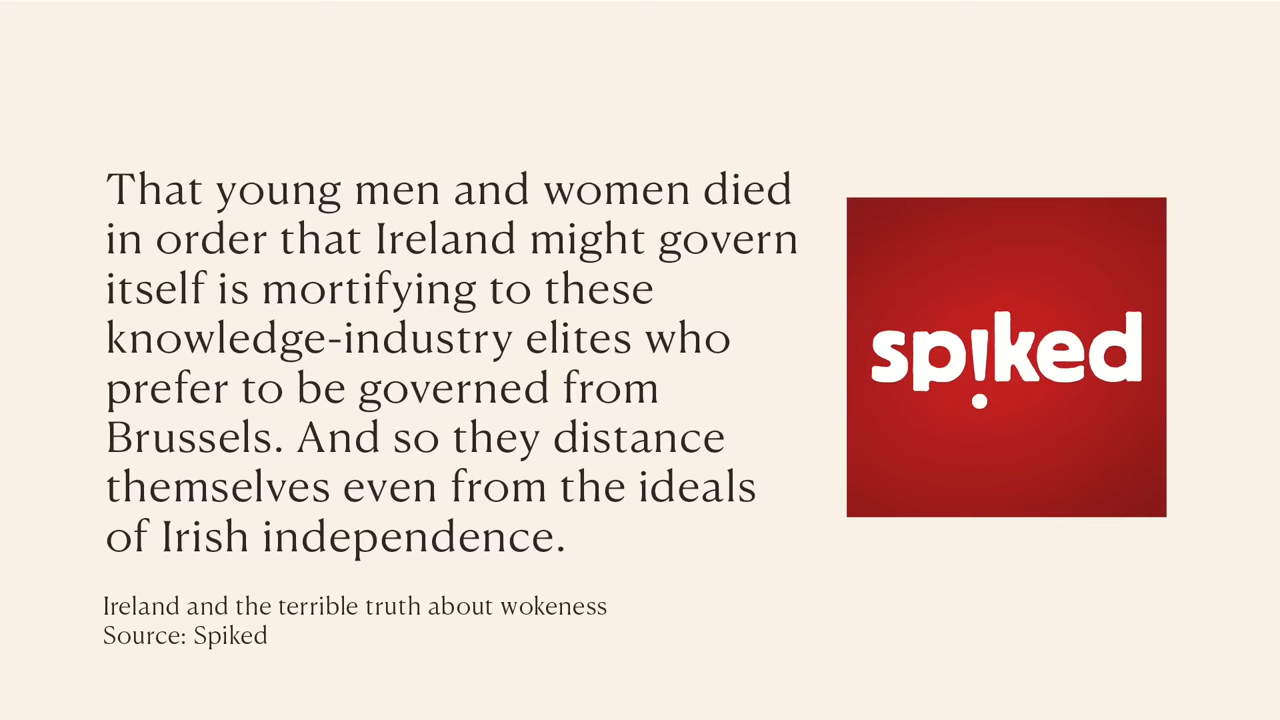 That young men and women died
in order that Ireland might govern
itself is mortifying to these
knowledge-industry elites who
prefer to be governed from
Brussels. And so they distance
themselves even from the ideals
of Irish independence.
Ireland and the terrible truth about wokeness
Source: Spiked
spiked